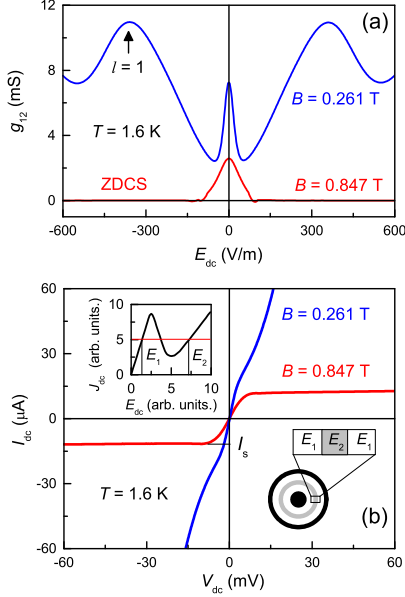 (a)
12
l = 1
8
B = 0.261 T
g12 (mS)
4
T = 1.6 K
ZDCS
B = 0.847 T
0
-600 -300 0 300 600
Edc (V/m)
60
10
Jdc (arb. units.)
5
E1 E2
0
0 5 10
Edc (arb. units.)
B = 0.261 T
30
B = 0.847 T
Idc (μA)
0
Is
E1 E2 E1
-30
T = 1.6 K
(b)
-60
-60 -30 0 30 60
Vdc (mV)